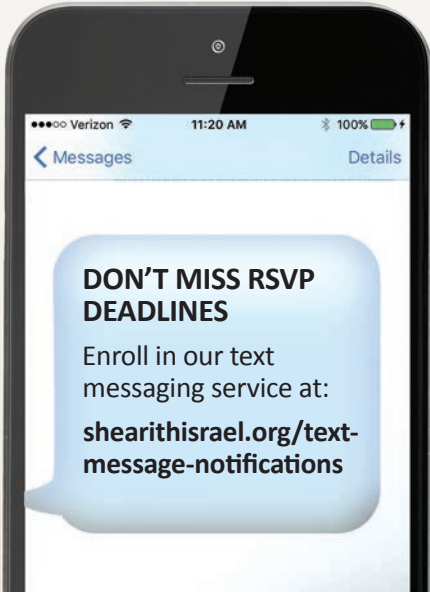 ●●●○○ Verizon 11:20 AM 100%
Messages Details
DON’T MISS RSVP
DEADLINES
Enroll in our text
messaging service at:
shearithisrael.org/text-
message-notifications